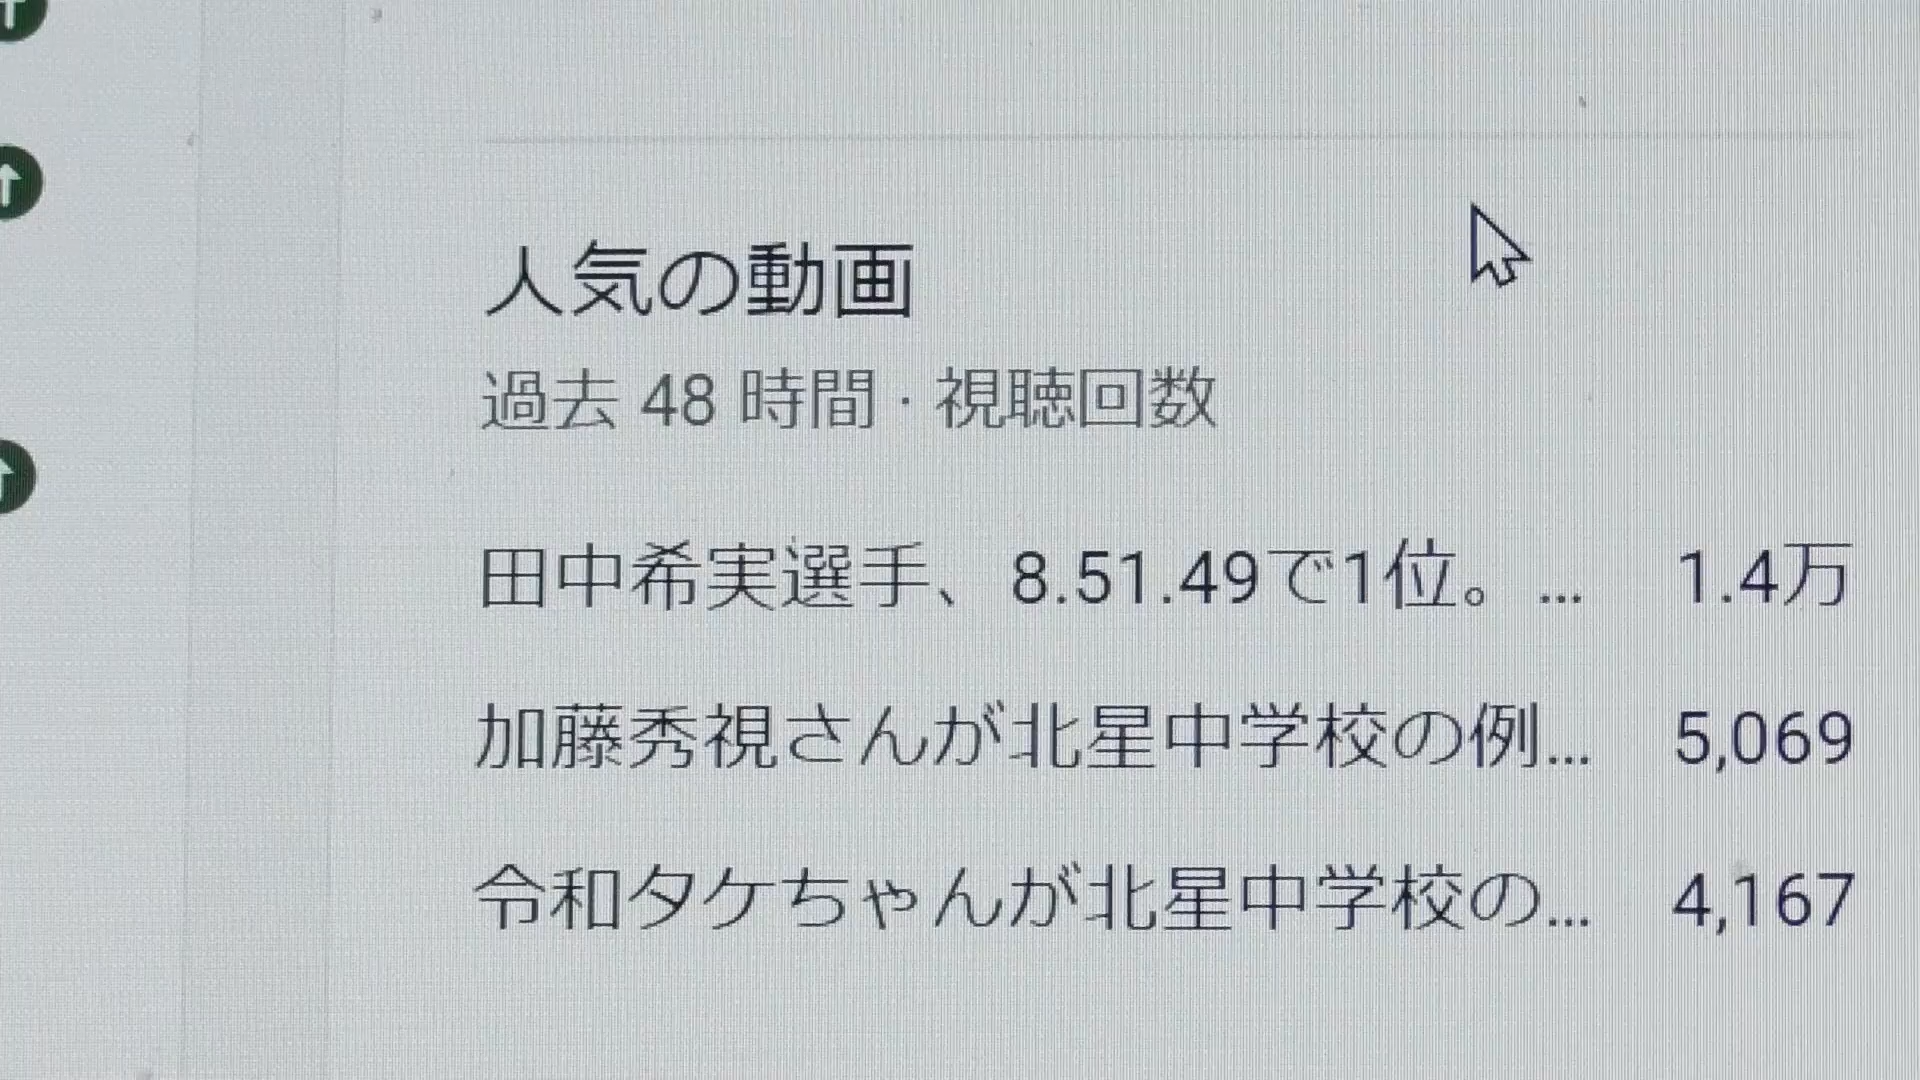 人気の動画
過去 48 時間 · 視聴回数
田中希実選手、8.51.49で1位。... 1.4万
加藤秀視さんが北星中学校の例... 5,069
令和タケちゃんが北星中学校の... 4,167